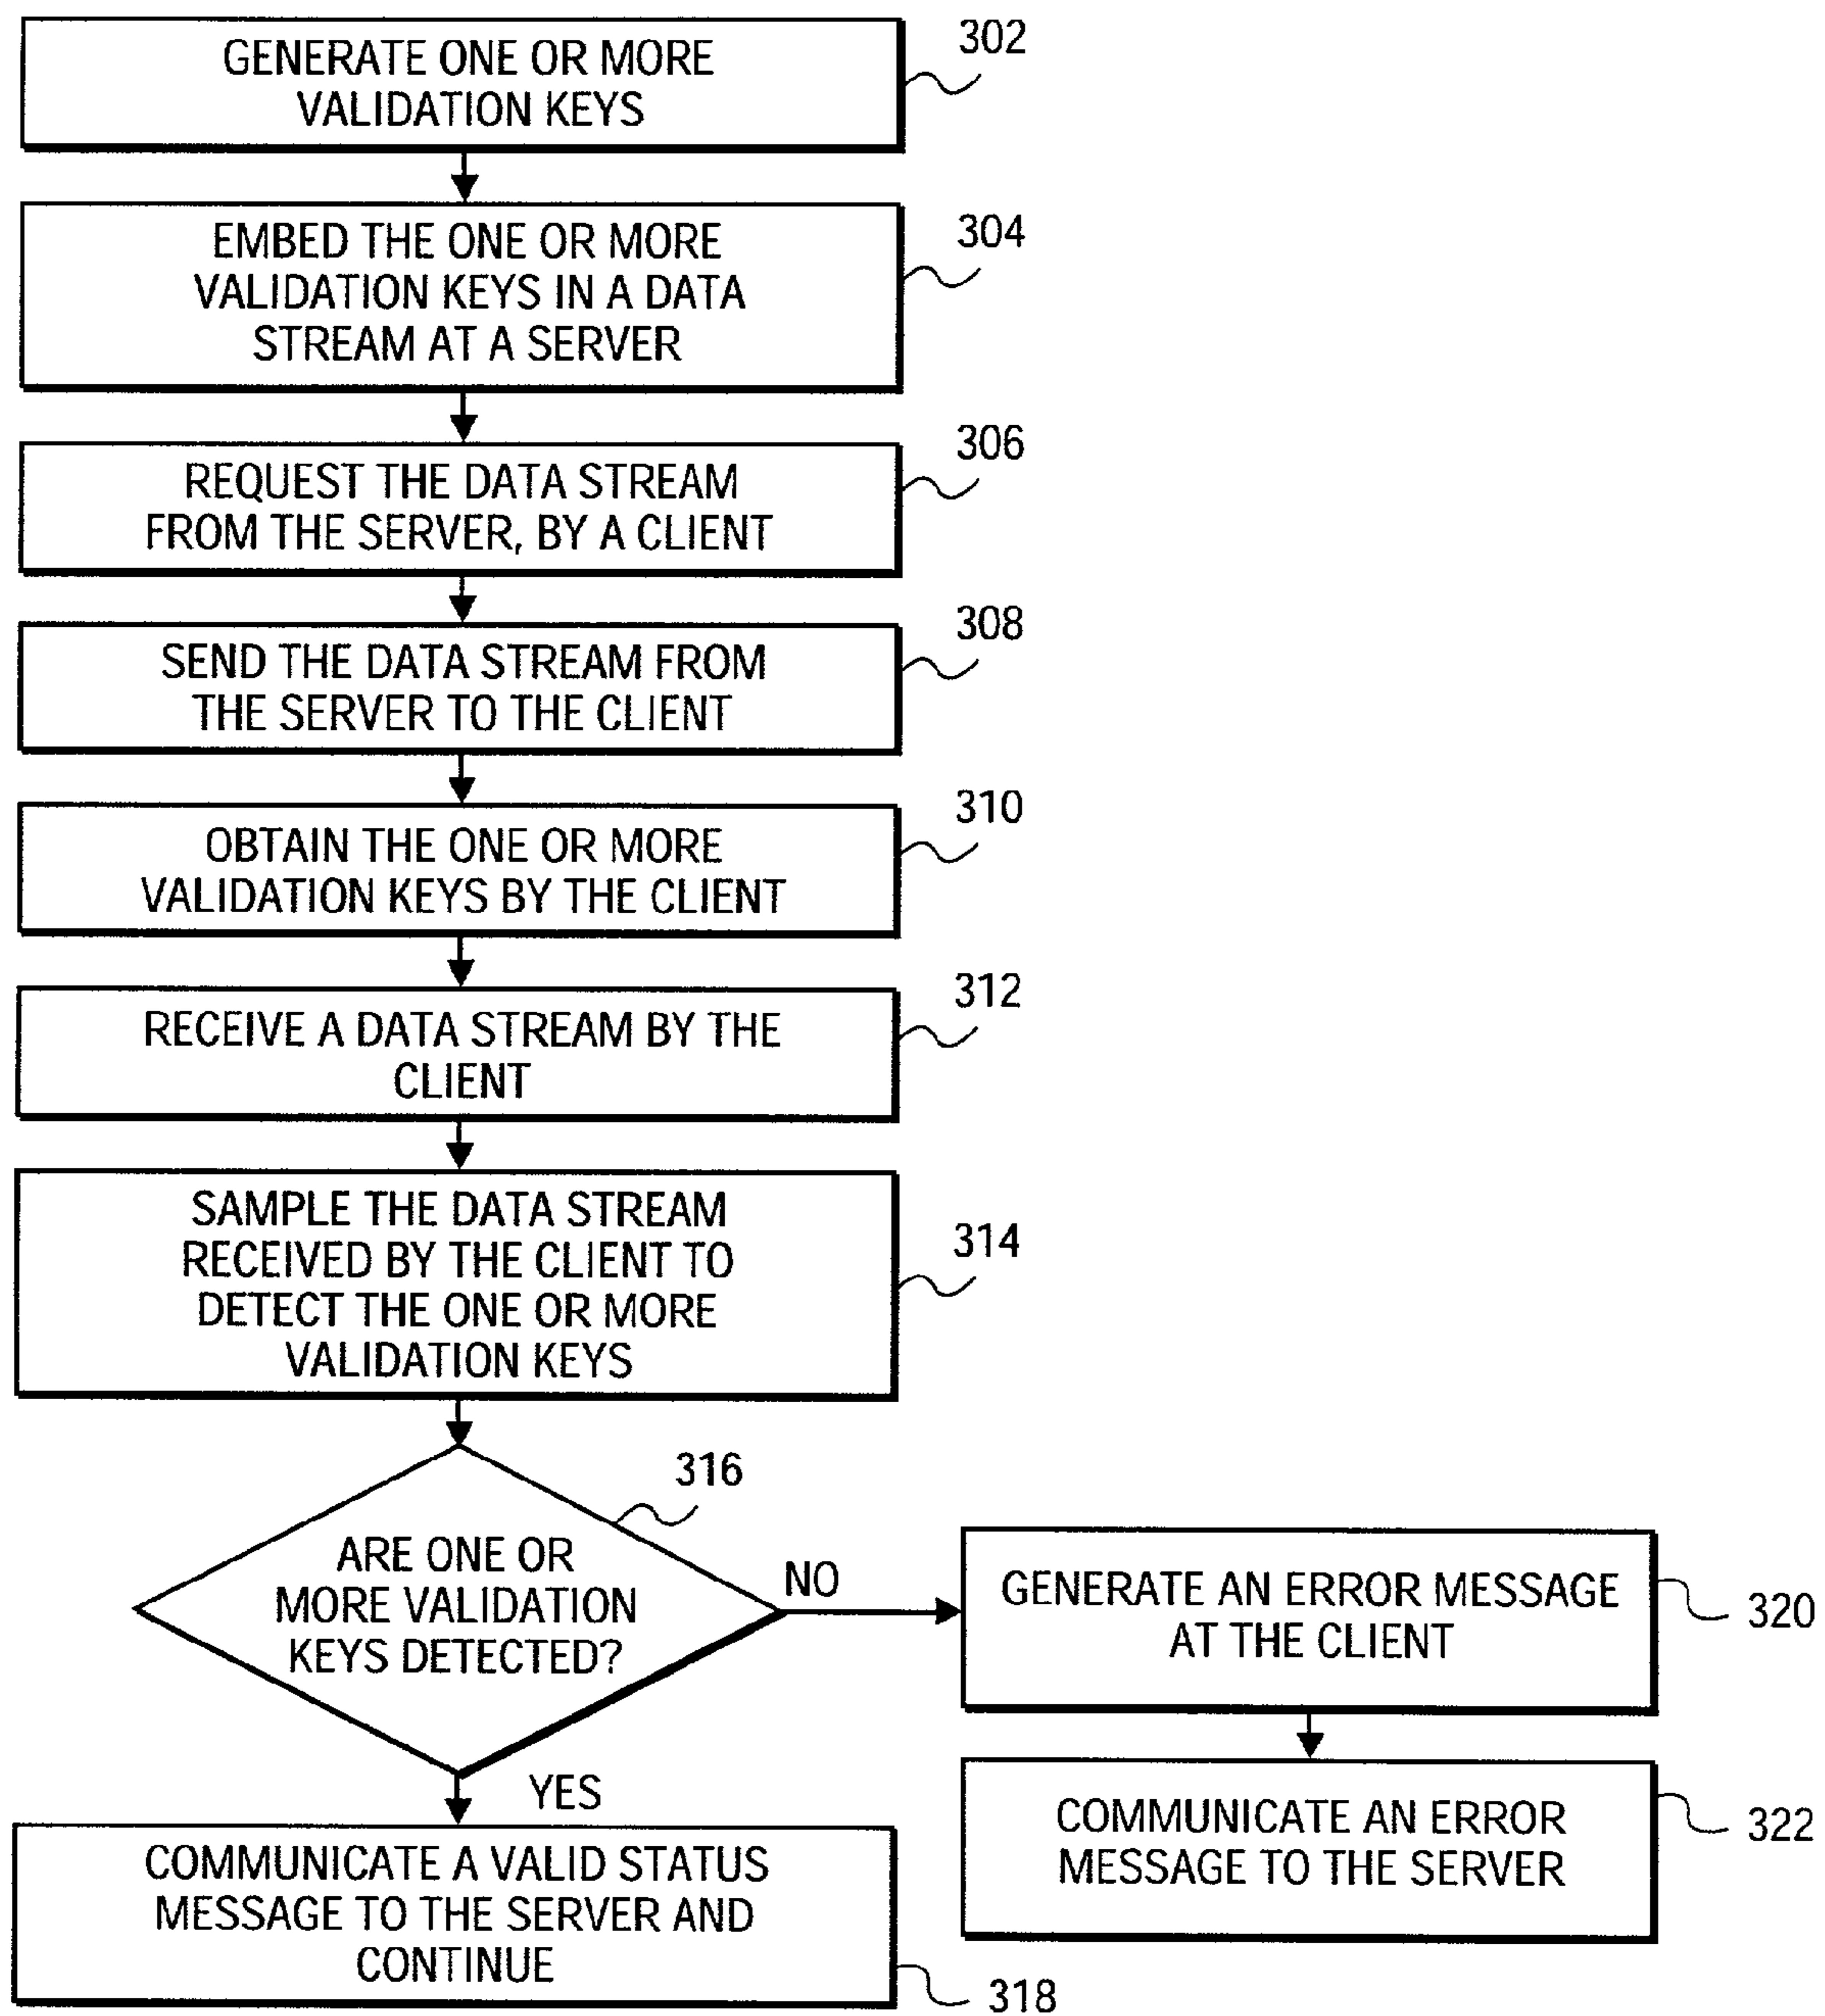 GENERATE ONE OR MORE
VALIDATION KEYS
302
EMBED THE ONE OR MORE
VALIDATION KEYS IN A DATA
STREAM AT A SERVER
304
REQUEST THE DATA STREAM
FROM THE SERVER, BY A CLIENT
306
SEND THE DATA STREAM FROM
THE SERVER TO THE CLIENT
308
OBTAIN THE ONE OR MORE
VALIDATION KEYS BY THE CLIENT
310
RECEIVE A DATA STREAM BY THE
CLIENT
312
SAMPLE THE DATA STREAM
RECEIVED BY THE CLIENT TO
DETECT THE ONE OR MORE
VALIDATION KEYS
314
ARE ONE OR
MORE VALIDATION
KEYS DETECTED?
316
NO
GENERATE AN ERROR MESSAGE
AT THE CLIENT
320
COMMUNICATE AN ERROR
MESSAGE TO THE SERVER
322
YES
COMMUNICATE A VALID STATUS
MESSAGE TO THE SERVER AND
CONTINUE
318